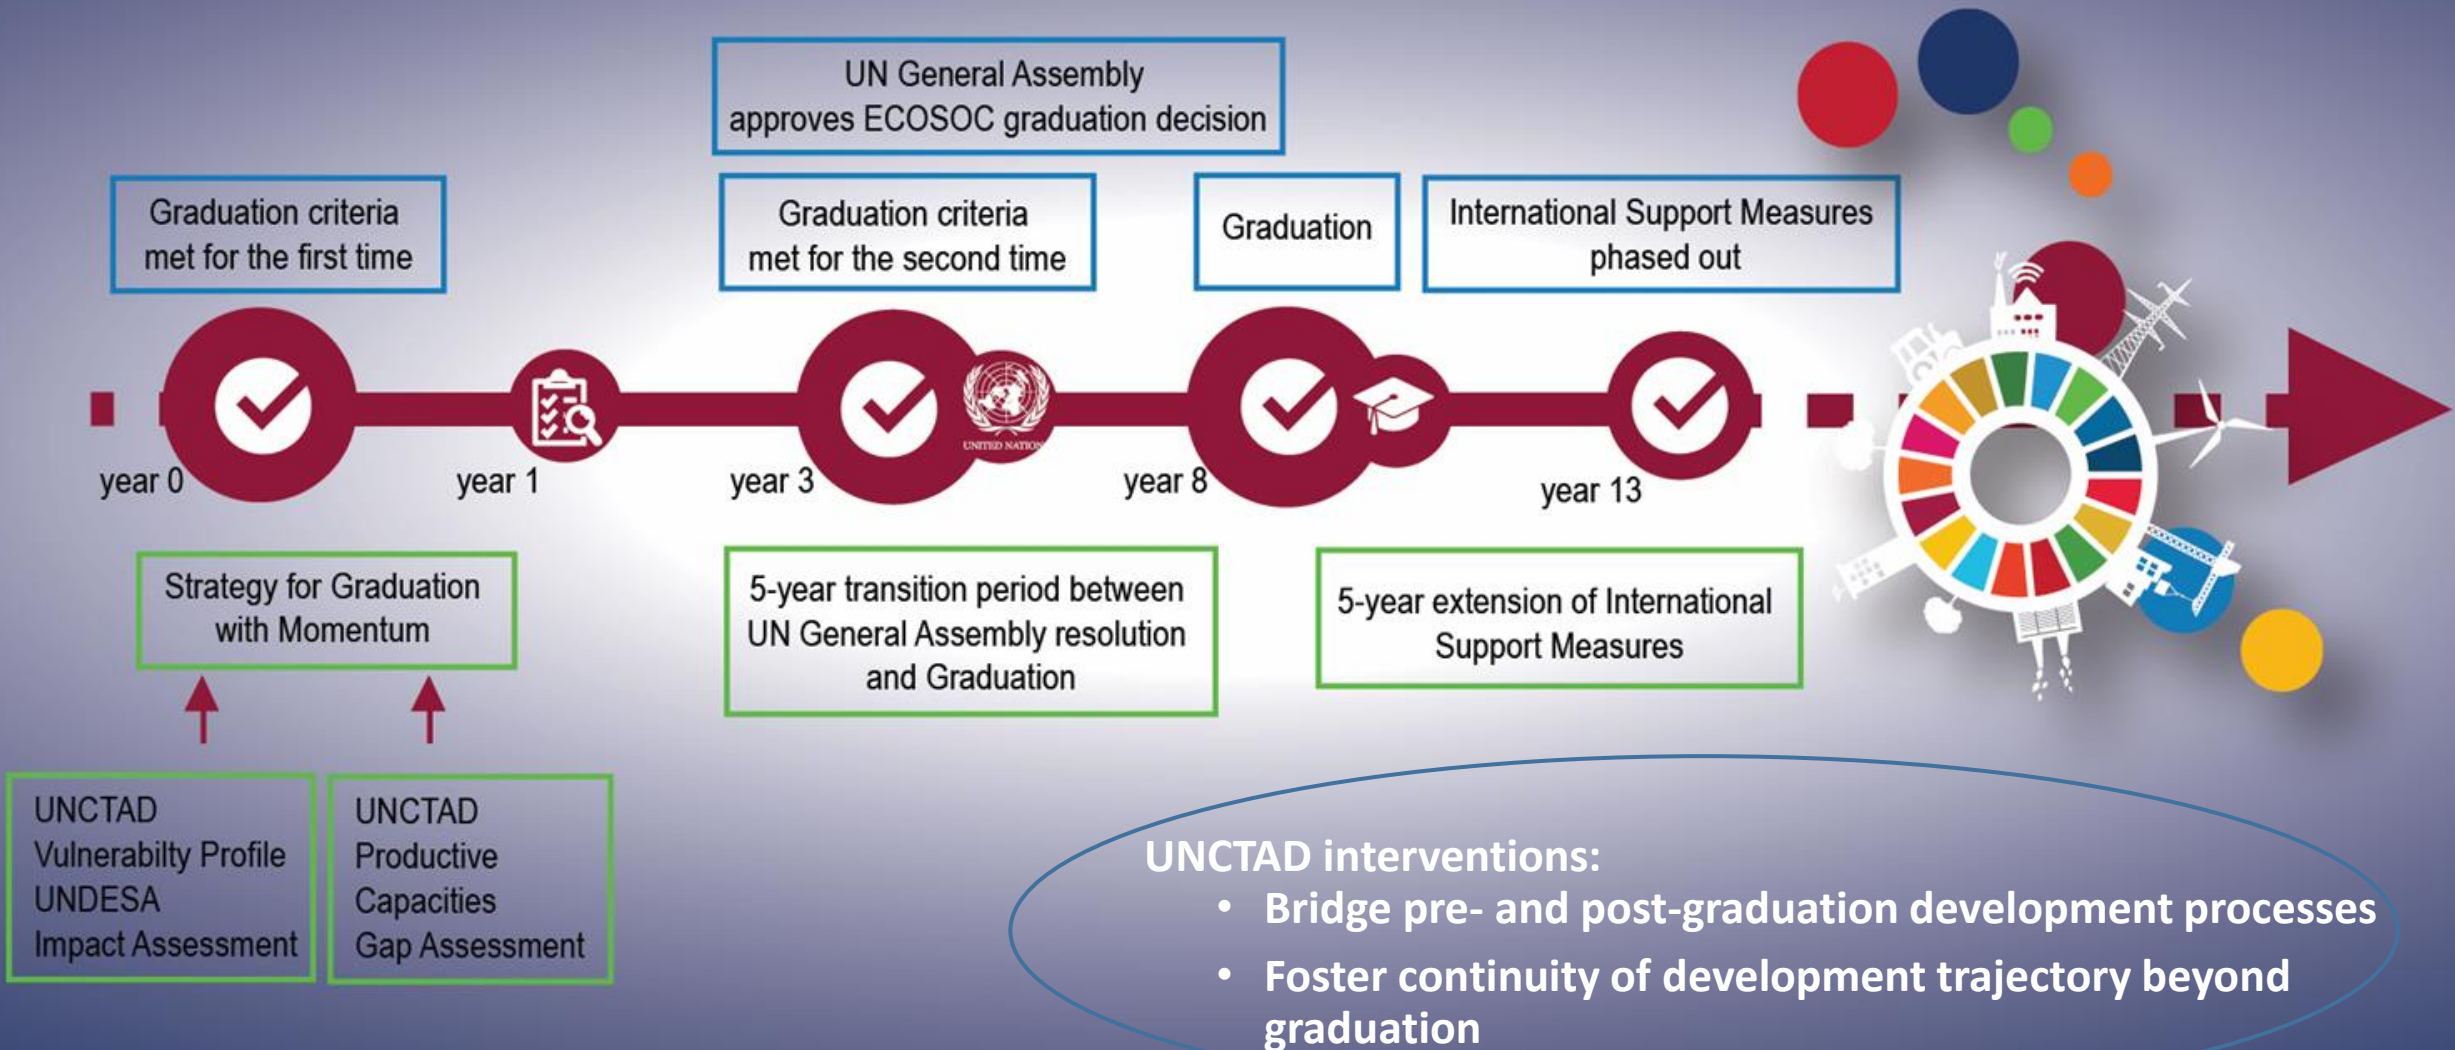 UN General Assembly
approves ECOSOC graduation decision
Graduation criteria
met for the first time
Graduation criteria
met for the second time
Graduation
International Support Measures
phased out
UNITED NATION
year 0
year 1
year 3
year 8
year 13
Strategy for Graduation
with Momentum
5-year transition period between
UN General Assembly resolution
and Graduation
5-year extension of International
Support Measures
UNCTAD
Vulnerabilty Profile
UNDESA
Impact Assessment
UNCTAD
Productive
Capacities
Gap Assessment
UNCTAD interventions:
• Bridge pre- and post-graduation development processes
• Foster continuity of development trajectory beyond
graduation